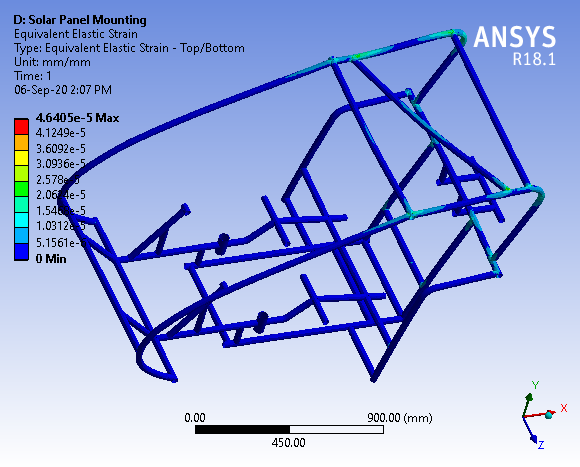 D: Solar Panel Mounting
Equivalent Elastic Strain
Type: Equivalent Elastic Strain - Top/Bottom
Unit: mm/mm
Time: 1
06-Sep-20 2:07 PM
ANSYS
R18.1
4.6405e-5 Max
4.1249e-5
3.6092e-5
3.0936e-5
5.1561e-
0 Min
0.00
900.00 (mm)
450.00
Y
X
Z